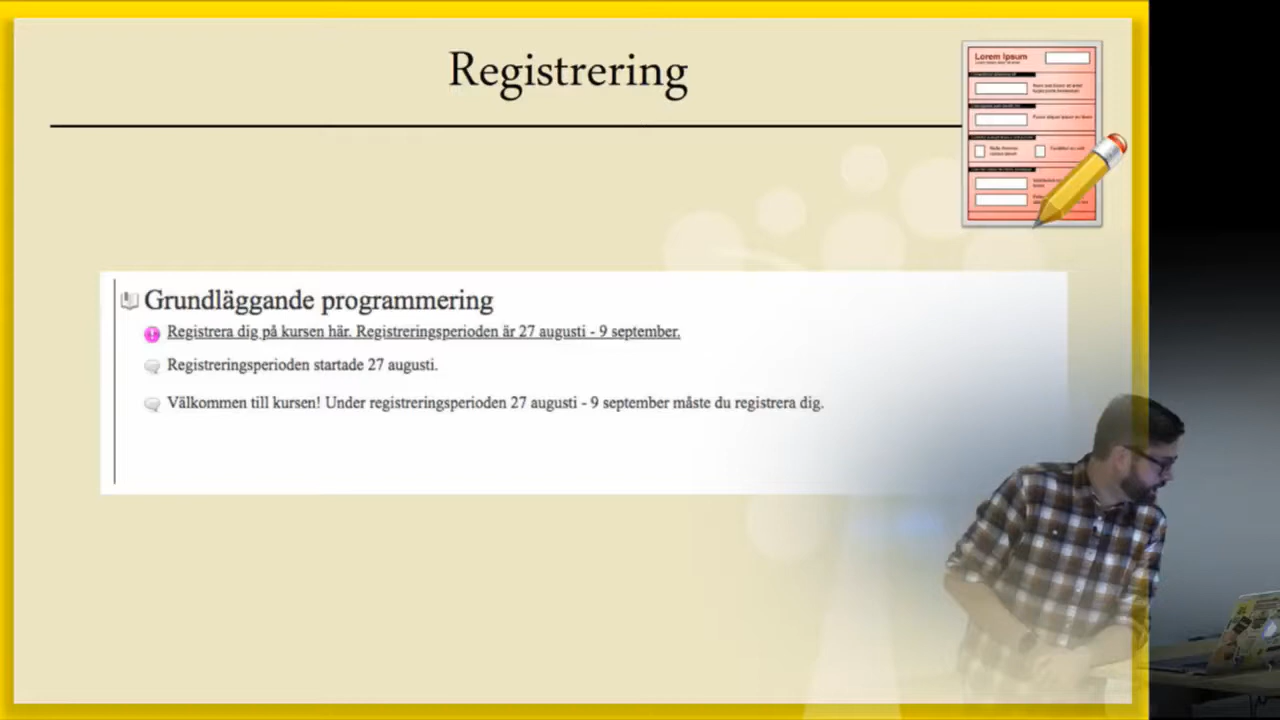 Registrering
Lorem Ipsum
Grundläggande programmering
Registrera dig på kursen här. Registreringsperioden är 27 augusti - 9 september.
Registreringsperioden startade 27 augusti.
Välkommen till kursen! Under registreringsperioden 27 augusti - 9 september måste du registrera dig.